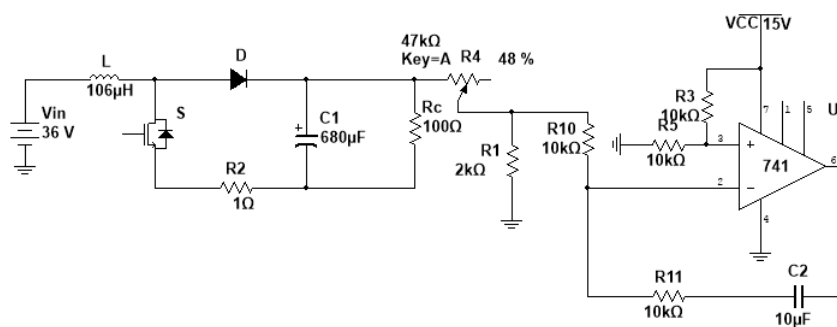 VCC 15V
47kΩ
Key=A R4 48 %
L
106µH
D
Vin
36 V
S
C1
680µF
Rc
100Ω
R2
1Ω
R1
2kΩ
R10
10kΩ
R3
10kΩ
R5
10kΩ
7 1 5
U
3
741
6
2
4
R11
10kΩ
C2
10µF